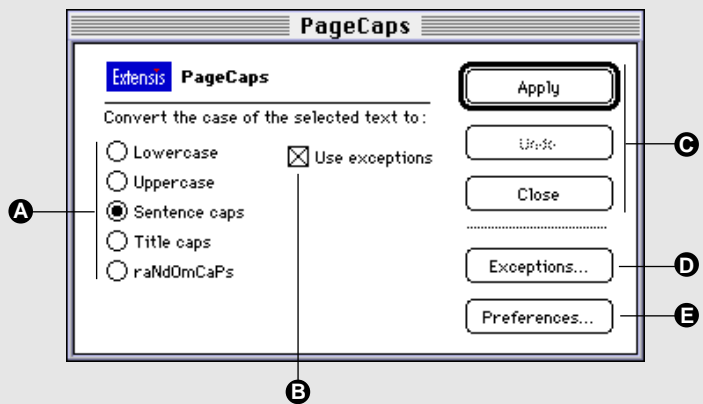 PageCaps
Extensis PageCaps
Convert the case of the selected text to:
Lowercase
Uppercase
Sentence caps
Title caps
raNdOmCaPs
Use exceptions
Apply
Undo
Close
Exceptions...
Preferences...
A
B
C
D
E